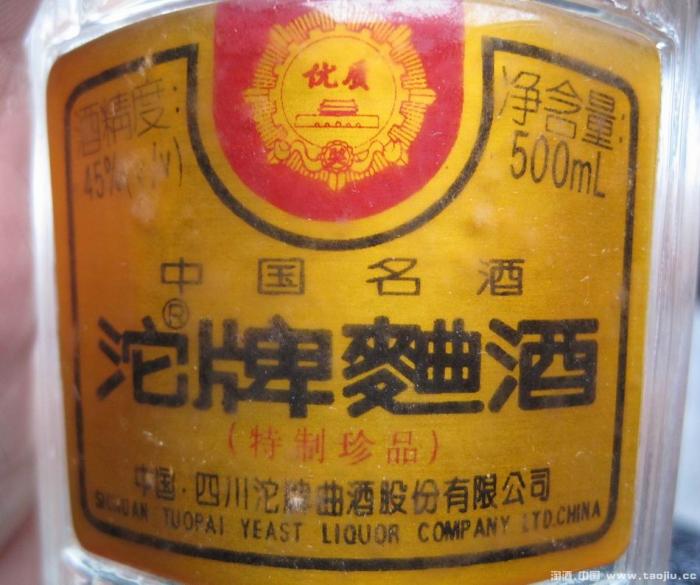 优质
酒精度:
45%(v/v)
净含量:
500mL
中国名酒
沱牌®麯酒
(特制珍品)
中国·四川沱牌曲酒股份有限公司
SICHUAN TUOPAI YEAST LIQUOR COMPANY LTD.CHINA
淘酒.中国 www.taojiu.cc